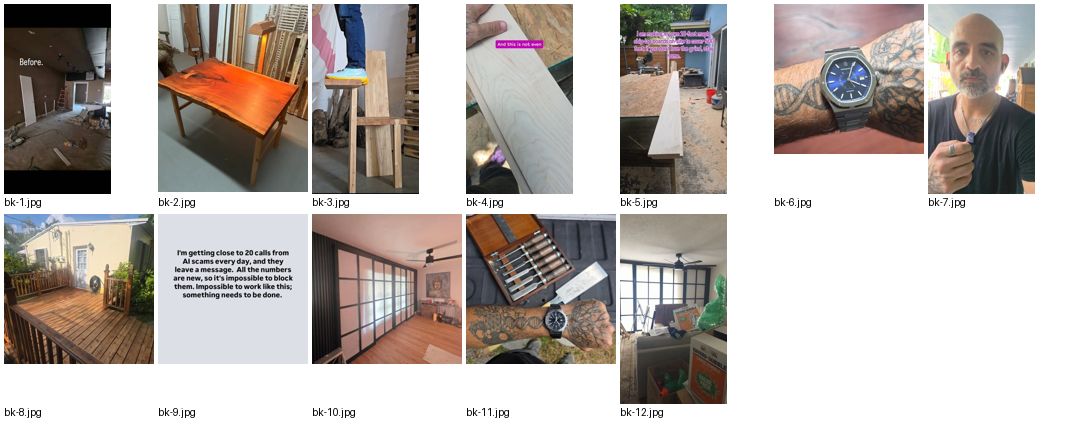 Before.
And this is not even
bk-1.jpg
bk-2.jpg
bk-3.jpg
bk-4.jpg
bk-5.jpg
bk-6.jpg
bk-7.jpg
I'm getting close to 20 calls from
AI scams every day, and they
leave a message. All the numbers
are new, so it's impossible to block
them. Impossible to work like this;
something needs to be done.
bk-8.jpg
bk-9.jpg
bk-10.jpg
bk-11.jpg
bk-12.jpg